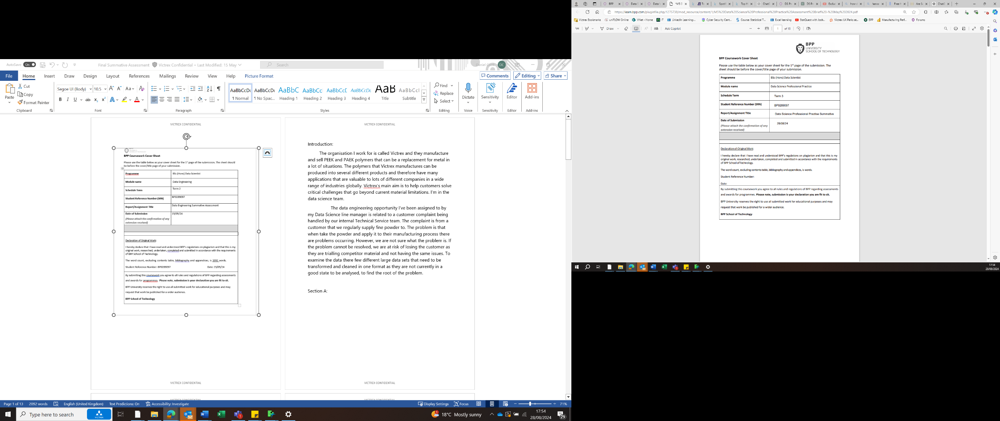 AutoSave On
Final Summative Assessment Victrex Confidential • Last Modified: 15 May
Search
DC
File Home Insert Draw Design Layout References Mailings Review View Help Picture Format
Comments Editing Share
Paste
Cut
Copy
Format Painter
Segoe UI (Body) 10.5
AaBbCcDc AaBbCcDc AaBbC AaBbCc AaBbCcE AaBbCcDc AaB AaBbCcl
¶ Normal ¶ No Spac... Heading 1 Heading 2 Heading 3 Heading 4 Title Subtitle
Find
Replace
Select
Dictate Sensitivity Editor Add-ins
Clipboard Font Paragraph Styles Editing Voice Sensitivity Editor Add-ins
VICTREX CONFIDENTIAL
BPP Coursework Cover Sheet
Please use the table below as your cover sheet for the 1st page of the submission. The sheet should
be before the cover/title page of your submission.
Programme BSc (Hons) Data Scientist
Module name Data Engineering
Schedule Term Term 2
Student Reference Number (SRN) BP0289097
Report/Assignment Title Data Engineering Summative Assessment
Date of Submission 15/05/24
(Please attach the confirmation of any
extension received)
Declaration of Original Work:
I hereby declare that I have read and understood BPP's regulations on plagiarism and that this is my
original work, researched, undertaken, completed and submitted in accordance with the requirements
of BPP School of Technology.
The word count, excluding contents table, bibliography and appendices, is 2092 words.
Student Reference Number: BP0289097 Date: 15/05/24
By submitting this coursework you agree to all rules and regulations of BPP regarding assessments
and awards for programmes. Please note, submission is your declaration you are fit to sit.
BPP University reserves the right to use all submitted work for educational purposes and may
request that work be published for a wider audience.
BPP School of Technology
VICTREX CONFIDENTIAL
VICTREX CONFIDENTIAL
Introduction:
The organisation I work for is called Victrex and they manufacture
and sell PEEK and PAEK polymers that can be a replacement for metal in
a lot of situations. The polymers that Victrex manufactures can be
produced into several different products and therefore have many
applications that are valuable to lots of different companies in a wide
range of industries globally. Victrex's main aim is to help customers solve
critical challenges that go beyond current material limitations. I'm in the
data science team.
The data engineering opportunity I've been assigned to by
my Data Science line manager is related to a customer complaint being
handled by our internal Technical Service team. The complaint is from a
customer that we regularly supply fine powder to. The problem is that
when take the powder and apply it to their manufacturing process there
are problems occurring. However, we are not sure what the problem is. If
the problem cannot be resolved, we are at risk of losing the customer as
they are trialling competitor material and not having the same issues. To
examine the data there few different large data sets that need to be
transformed and cleaned in one format as they are not currently in a
good state to be analysed, to find the root of the problem.
Section A:
VICTREX CONFIDENTIAL
Page 1 of 13 2092 words English (United Kingdom) Text Predictions: On Accessibility: Investigate
Display Settings Focus 71%
Type here to search
VICTREX
18°C Mostly sunny
17:54
28/08/2024
29
https://learn.bpp.com/pluginfile.php/1275738/mod_resource/content/1/M5%20Data%20Science%20Professional%20Practice%20Assessment%20Brief%20-%20May%202024.pdf
Victrex Bookmarks uniFLOW Online VNet - Home IT LinkedIn Learning:... Cyber Security Cert... Course: Statistical T... Excel learning StatQuest with Josh... Victrex UK Perks at... BPP Manufacturing Perf... Forums
Draw Ask Copilot
1 of 15
BPP
UNIVERSITY
SCHOOL OF TECHNOLOGY
BPP Coursework Cover Sheet
Please use the table below as your cover sheet for the 1st page of the submission. The
sheet should be before the cover/title page of your submission.
Programme BSc (Hons) Data Scientist
Module name Data Science Professional Practice
Schedule Term Term 3
Student Reference Number (SRN) BP0289097
Report/Assignment Title Data Science Professional Practise Summative
Date of Submission 28/08/24
(Please attach the confirmation of any
extension received)
Declaration of Original Work:
I hereby declare that I have read and understood BPP's regulations on plagiarism and that this is my
original work, researched, undertaken, completed and submitted in accordance with the requirements
of BPP School of Technology.
The word count, excluding contents table, bibliography and appendices, is words.
Student Reference Number:
Date:
By submitting this coursework you agree to all rules and regulations of BPP regarding assessments
and awards for programmes. Please note, submission is your declaration you are fit to sit.
BPP University reserves the right to use all submitted work for educational purposes and may
request that work be published for a wider audience.
BPP School of Technology
17:54
28/08/2024